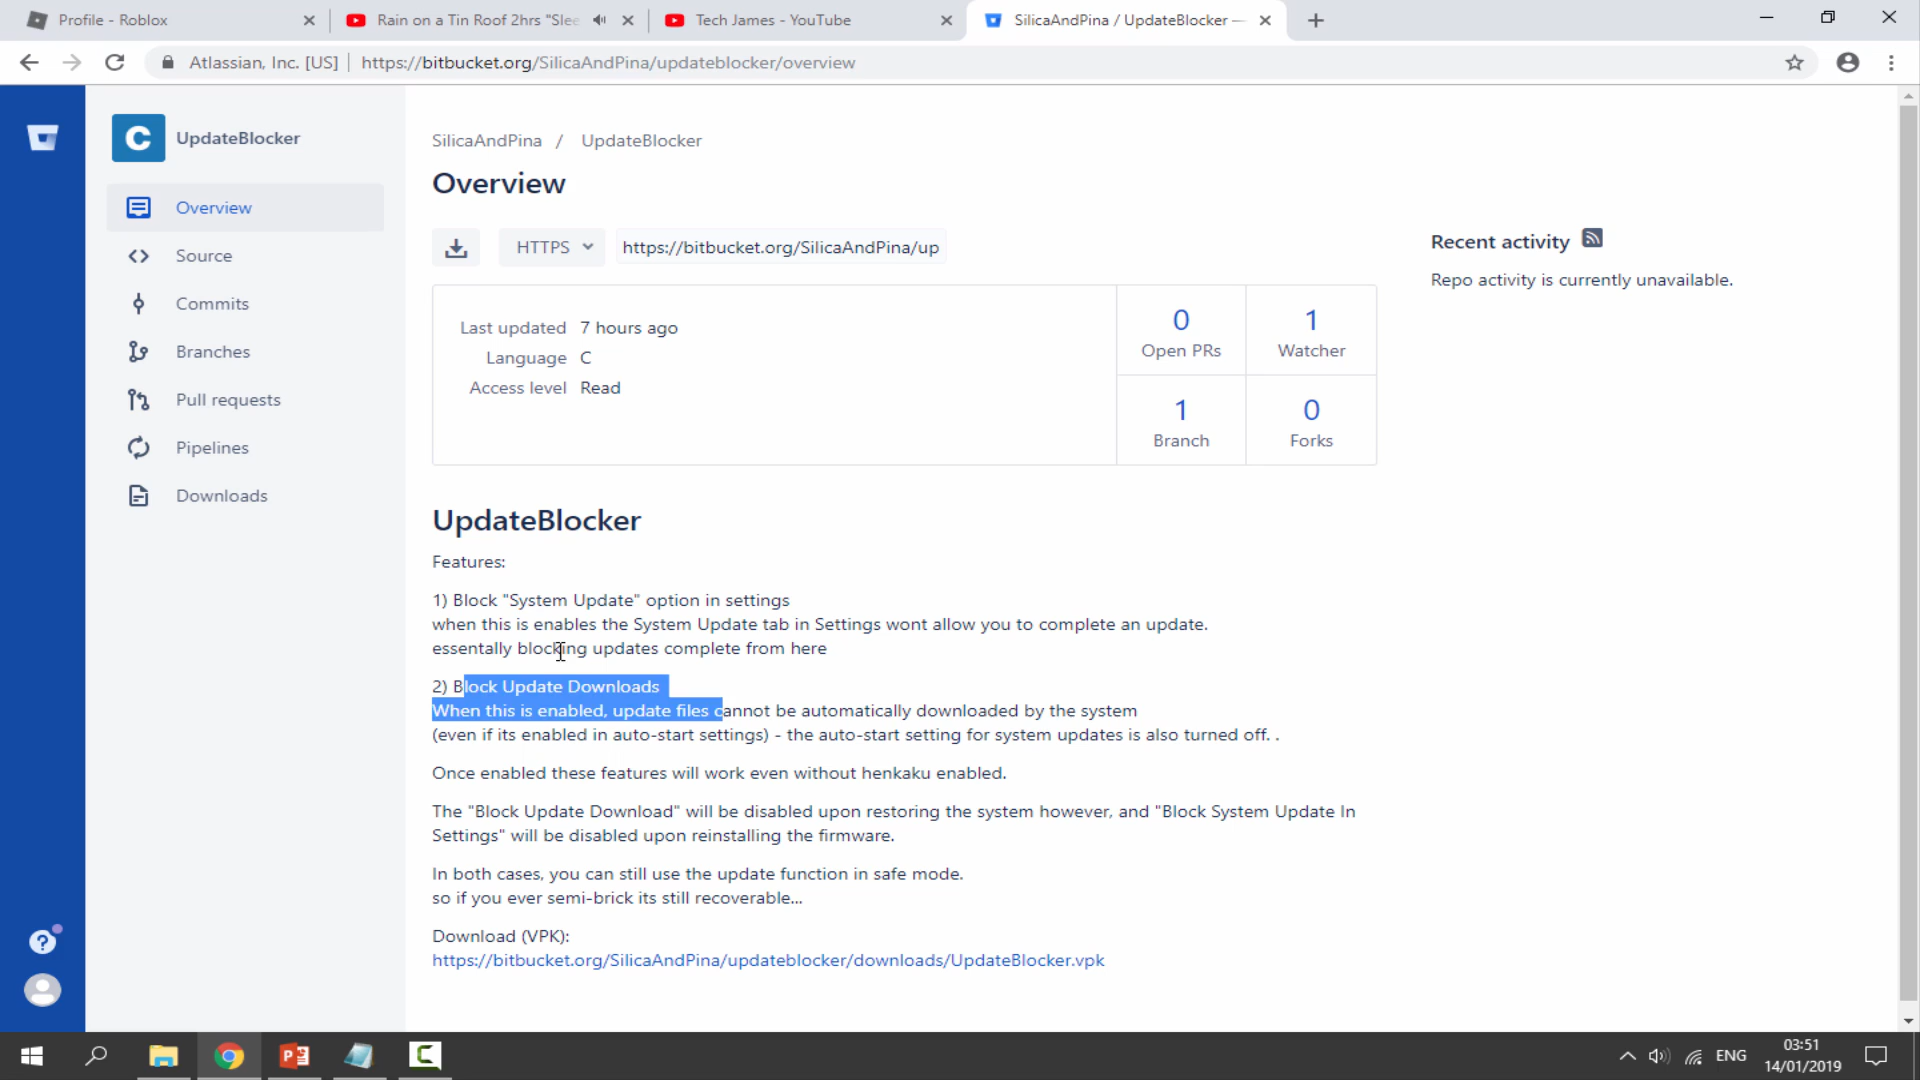 Profile - Roblox
Rain on a Tin Roof 2hrs "Slee
Tech James - YouTube
SilicaAndPina / UpdateBlocker —
Atlassian, Inc. [US] | https://bitbucket.org/SilicaAndPina/updateblocker/overview
C UpdateBlocker
Overview
Source
Commits
Branches
Pull requests
Pipelines
Downloads
SilicaAndPina / UpdateBlocker
Overview
HTTPS
https://bitbucket.org/SilicaAndPina/up
Last updated 7 hours ago
Language C
Access level Read
0
Open PRs
1
Watcher
1
Branch
0
Forks
Recent activity
Repo activity is currently unavailable.
UpdateBlocker
Features:
1) Block "System Update" option in settings
when this is enables the System Update tab in Settings wont allow you to complete an update.
essentally blocking updates complete from here
2) Block Update Downloads
When this is enabled, update files cannot be automatically downloaded by the system
(even if its enabled in auto-start settings) - the auto-start setting for system updates is also turned off. .
Once enabled these features will work even without henkaku enabled.
The "Block Update Download" will be disabled upon restoring the system however, and "Block System Update In
Settings" will be disabled upon reinstalling the firmware.
In both cases, you can still use the update function in safe mode.
so if you ever semi-brick its still recoverable...
Download (VPK):
https://bitbucket.org/SilicaAndPina/updateblocker/downloads/UpdateBlocker.vpk
ENG
03:51
14/01/2019